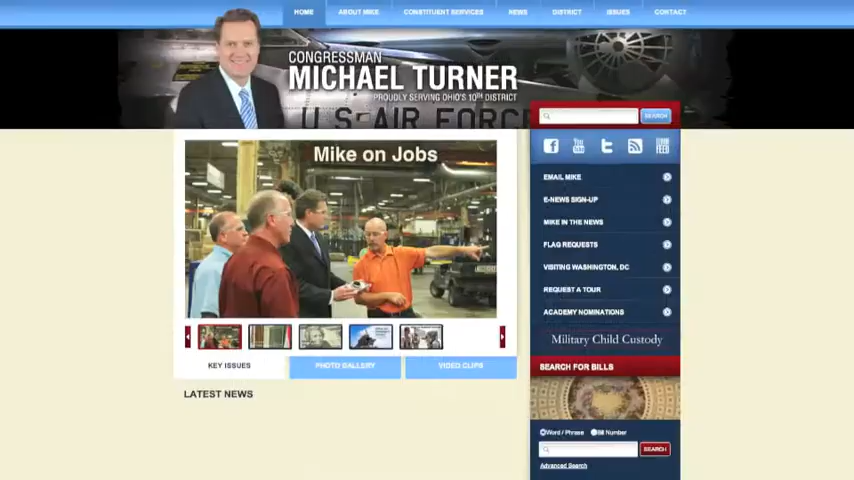 HOME ABOUT MIKE CONSTITUENT SERVICES NEWS DISTRICT ISSUES CONTACT
CONGRESSMAN
MICHAEL TURNER
PROUDLY SERVING OHIO'S 10TH DISTRICT
U.S. AIR FORCE
SEARCH
Mike on Jobs
EMAIL MIKE
E-NEWS SIGN-UP
MIKE IN THE NEWS
FLAG REQUESTS
VISITING WASHINGTON, DC
REQUEST A TOUR
ACADEMY NOMINATIONS
Military Child Custody
KEY ISSUES PHOTO GALLERY VIDEO CLIPS
SEARCH FOR BILLS
LATEST NEWS
Word / Phrase Bill Number
SEARCH
Advanced Search